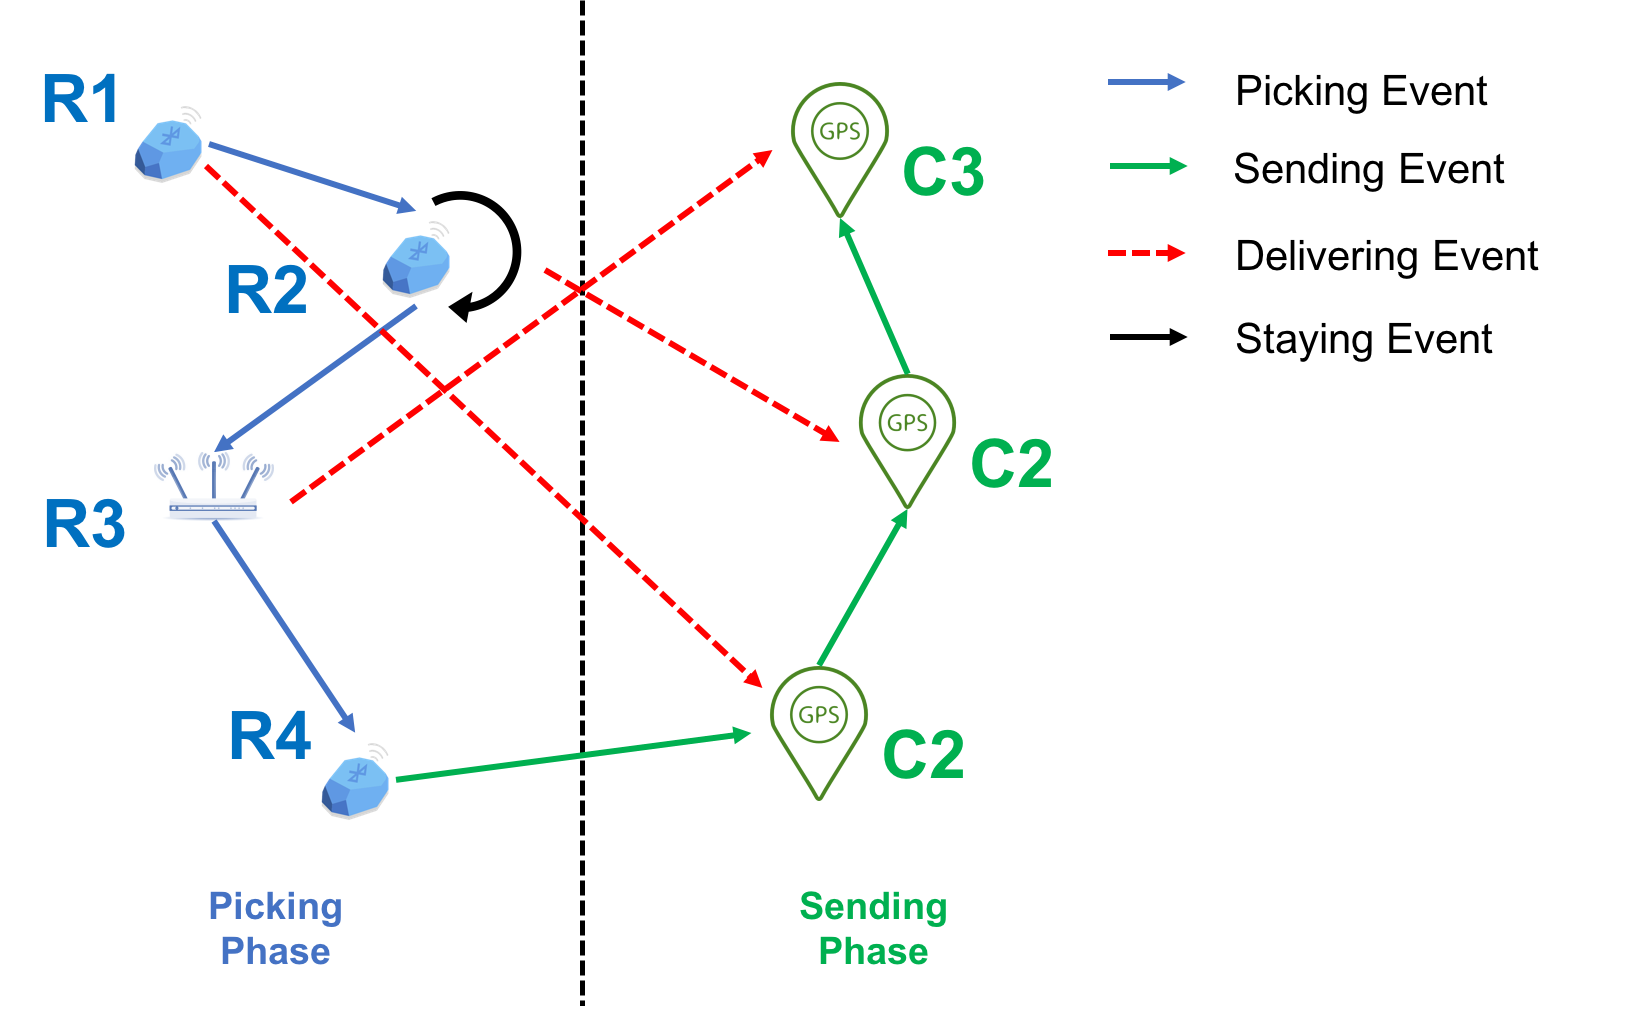 R1
R2
R3
R4
Picking
Phase
GPS
C3
GPS
C2
GPS
C2
Sending
Phase
Picking Event
Sending Event
Delivering Event
Staying Event